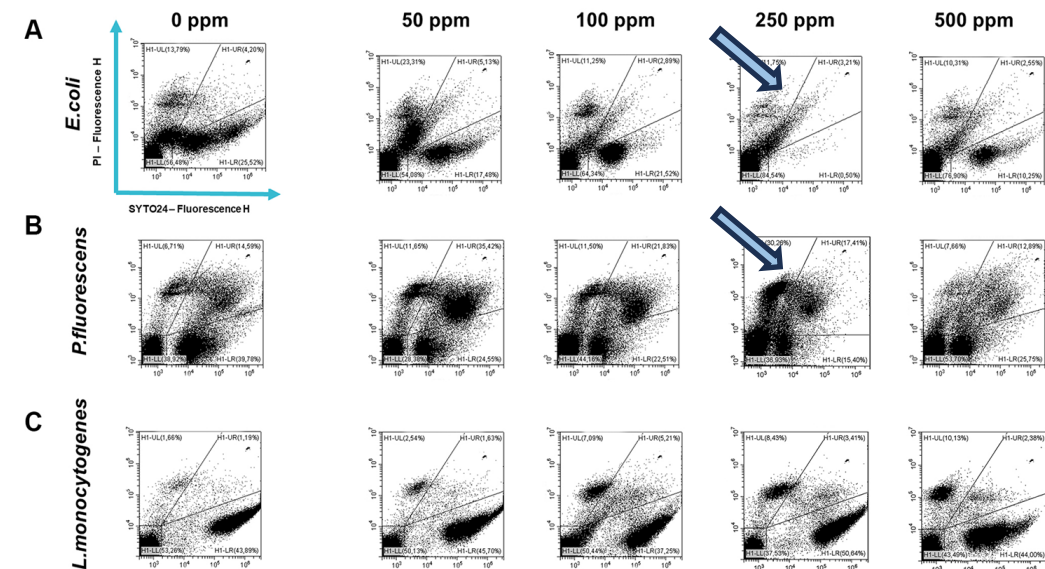 A
0 ppm
50 ppm
100 ppm
250 ppm
500 ppm
E.coli
PI – Fluorescence H
SYTO24 – Fluorescence H
H1-UL(13,79%) H1-UR(4,20%)
H1-LL(56,48%) H1-LR(25,52%)
H1-UL(23,31%) H1-UR(5,13%)
H1-LL(54,08%) H1-LR(17,48%)
H1-UL(11,25%) H1-UR(2,89%)
H1-LL(64,34%) H1-LR(21,52%)
H1-UR(3,21%)
H1-LL(84,54%) H1-LR(0,50%)
H1-UL(10,31%) H1-UR(2,55%)
H1-LL(76,90%) H1-LR(10,25%)
B
P.fluorescens
H1-UL(6,71%) H1-UR(14,59%)
H1-LL(38,92%) H1-LR(39,78%)
H1-UL(11,65%) H1-UR(35,42%)
H1-LL(28,38%) H1-LR(24,55%)
H1-UL(11,50%) H1-UR(21,83%)
H1-LL(44,16%) H1-LR(22,51%)
H1-UR(17,41%)
H1-LL(36,93%) H1-LR(15,40%)
H1-UL(7,66%) H1-UR(12,89%)
H1-LL(53,70%) H1-LR(25,75%)
C
L.monocytogenes
H1-UL(1,66%) H1-UR(1,19%)
H1-LL(53,26%) H1-LR(43,89%)
H1-UL(2,54%) H1-UR(1,63%)
H1-LL(50,13%) H1-LR(45,70%)
H1-UL(7,09%) H1-UR(5,21%)
H1-LL(50,44%) H1-LR(37,25%)
H1-UL(8,43%) H1-UR(3,41%)
H1-LL(37,53%) H1-LR(50,64%)
H1-UL(10,13%) H1-UR(2,38%)
H1-LL(43,49%) H1-LR(44,00%)